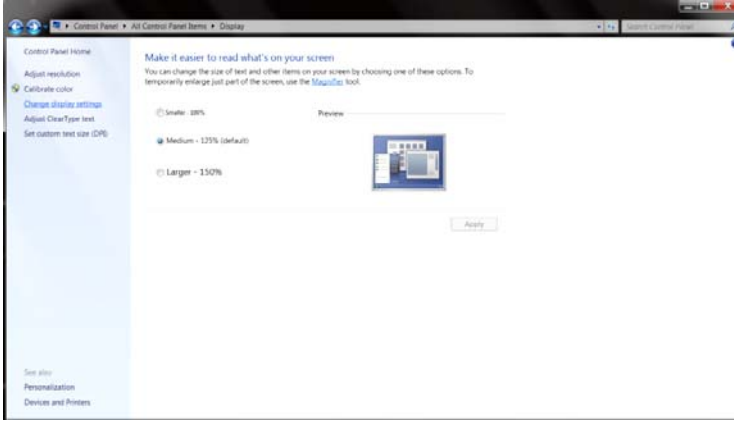 Control Panel ▸ All Control Panel Items ▸ Display
Search Control Panel
Control Panel Home
Adjust resolution
Calibrate color
Change display settings
Adjust ClearType text
Set custom text size (DPI)
See also
Personalization
Devices and Printers
Make it easier to read what's on your screen
You can change the size of text and other items on your screen by choosing one of these options. To
temporarily enlarge just part of the screen, use the Magnifier tool.
Smaller - 100%
Preview
Medium - 125% (default)
Larger - 150%
Apply